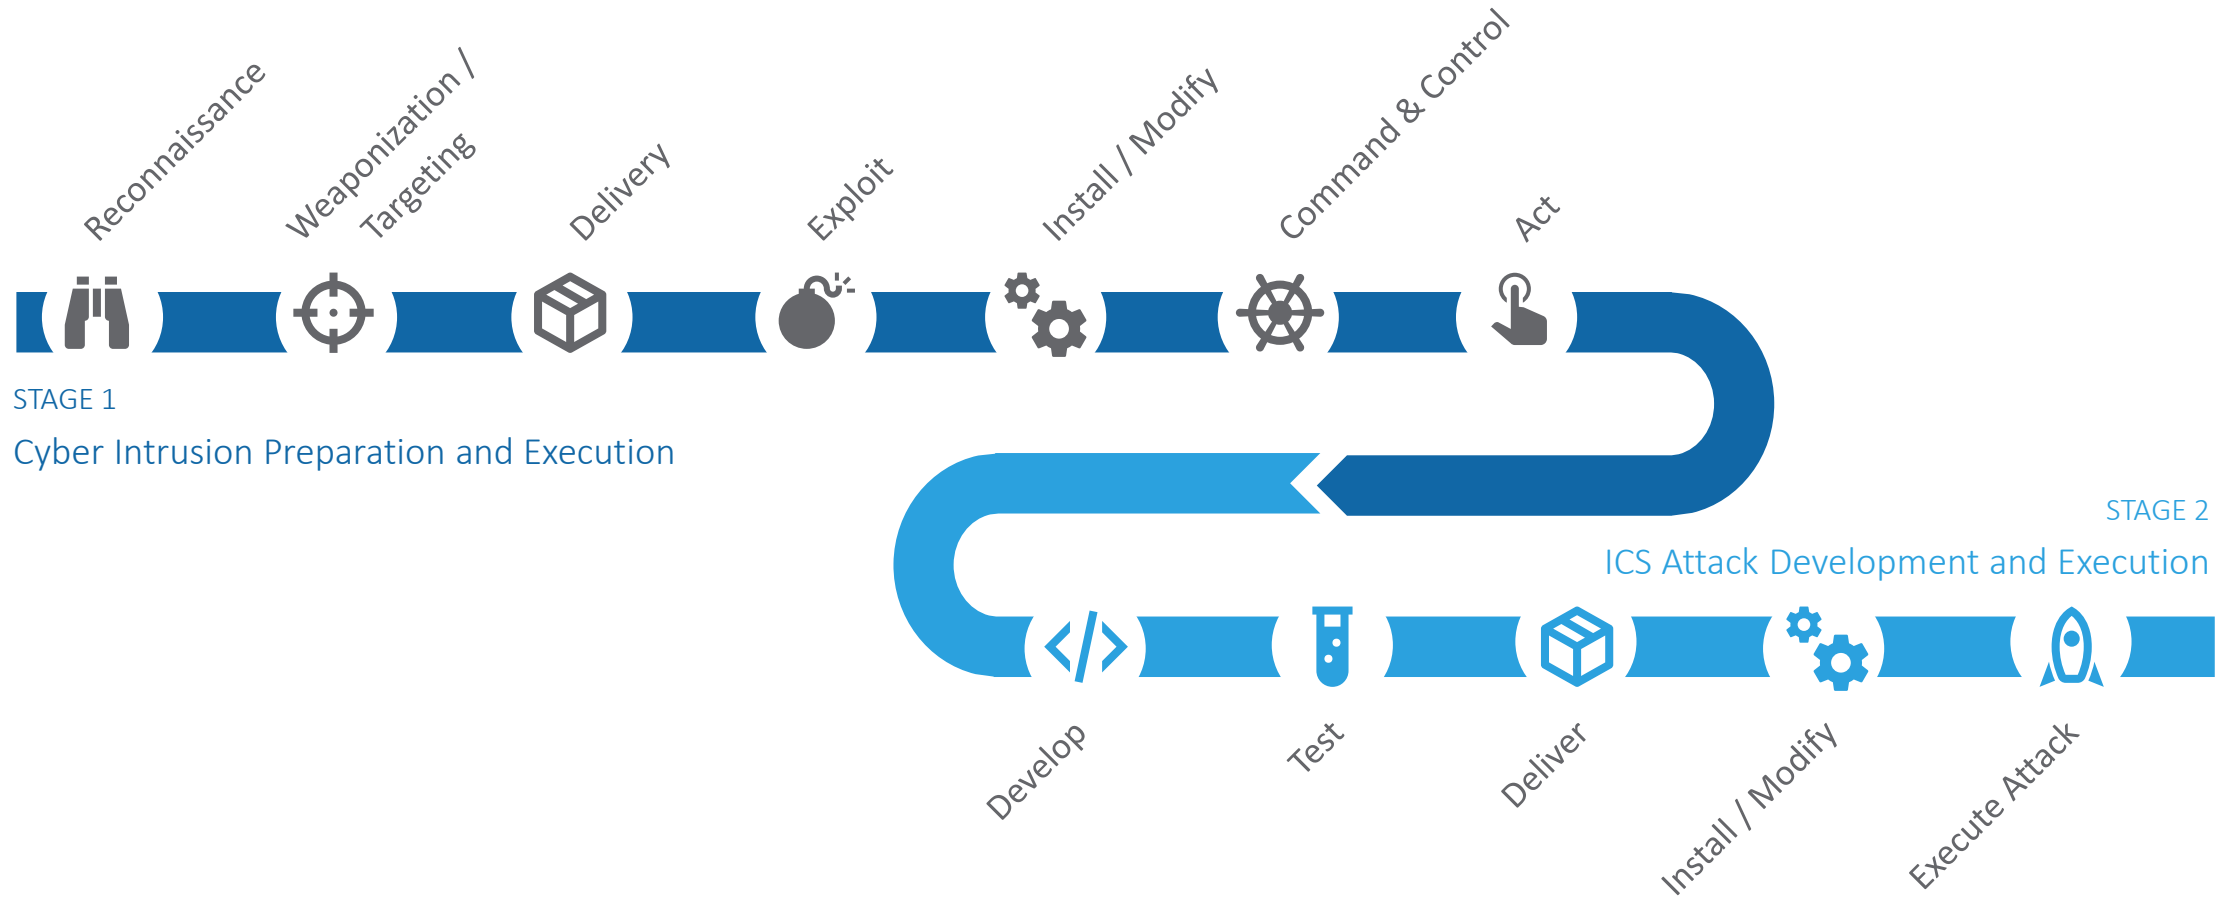 Reconnaissance
Weaponization /
Targeting
Delivery
Exploit
Install / Modify
Command & Control
Act
STAGE 1
Cyber Intrusion Preparation and Execution
STAGE 2
ICS Attack Development and Execution
Develop
Test
Deliver
Install / Modify
Execute Attack